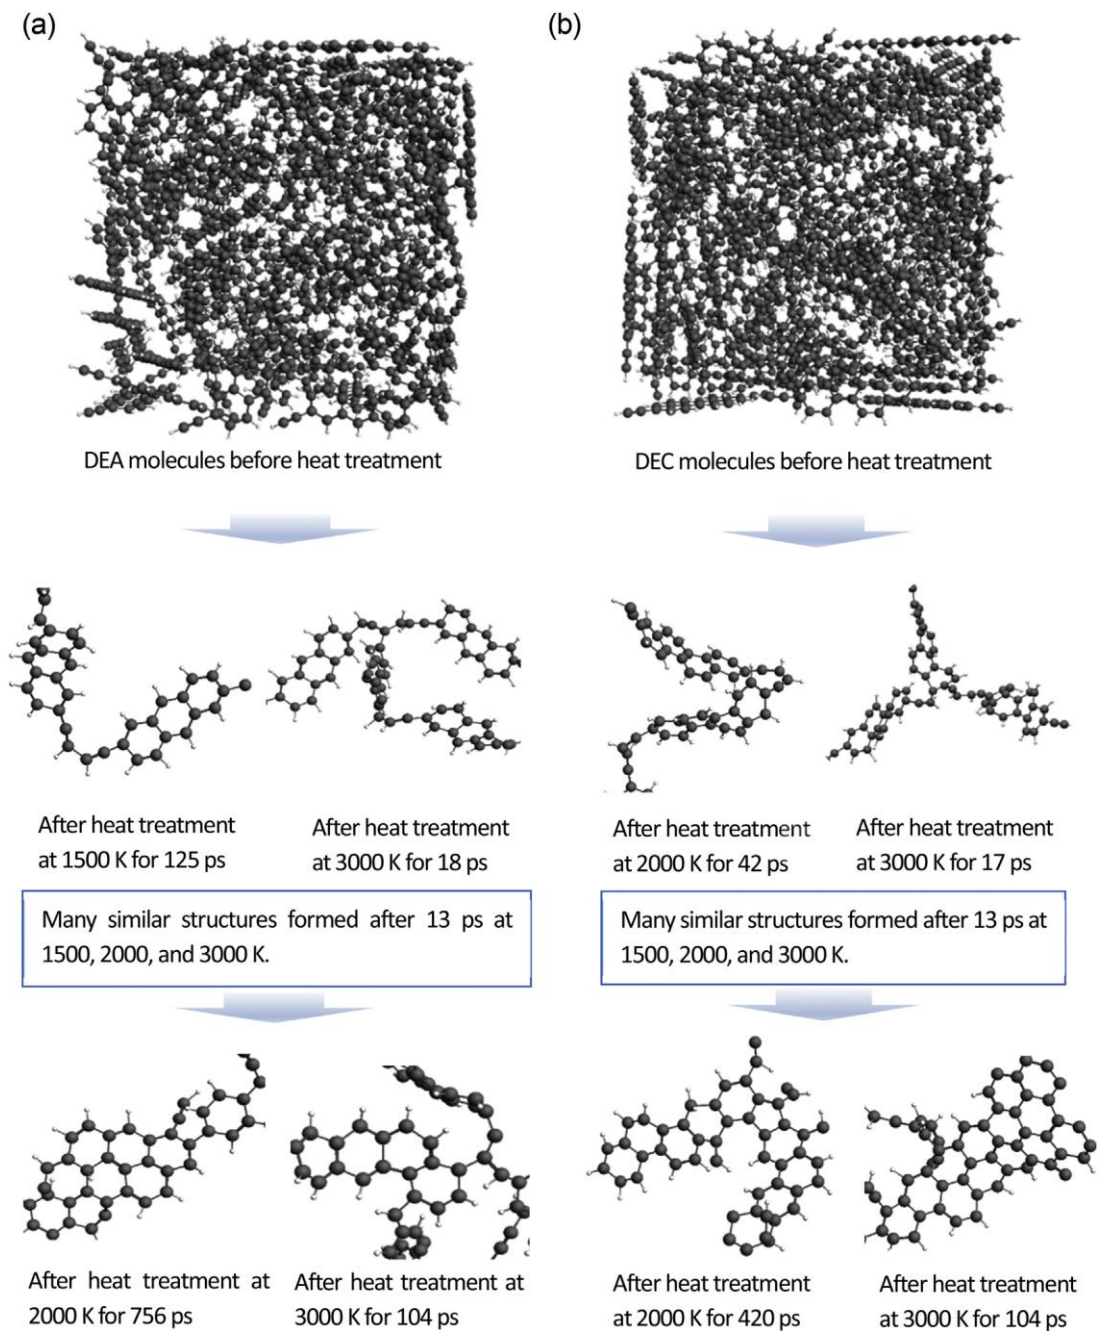 (a)
(b)
DEA molecules before heat treatment
DEC molecules before heat treatment
After heat treatment
at 1500 K for 125 ps
After heat treatment
at 3000 K for 18 ps
After heat treatment
at 2000 K for 42 ps
After heat treatment
at 3000 K for 17 ps
Many similar structures formed after 13 ps at
1500, 2000, and 3000 K.
Many similar structures formed after 13 ps at
1500, 2000, and 3000 K.
After heat treatment at
2000 K for 756 ps
After heat treatment at
3000 K for 104 ps
After heat treatment
at 2000 K for 420 ps
After heat treatment
at 3000 K for 104 ps